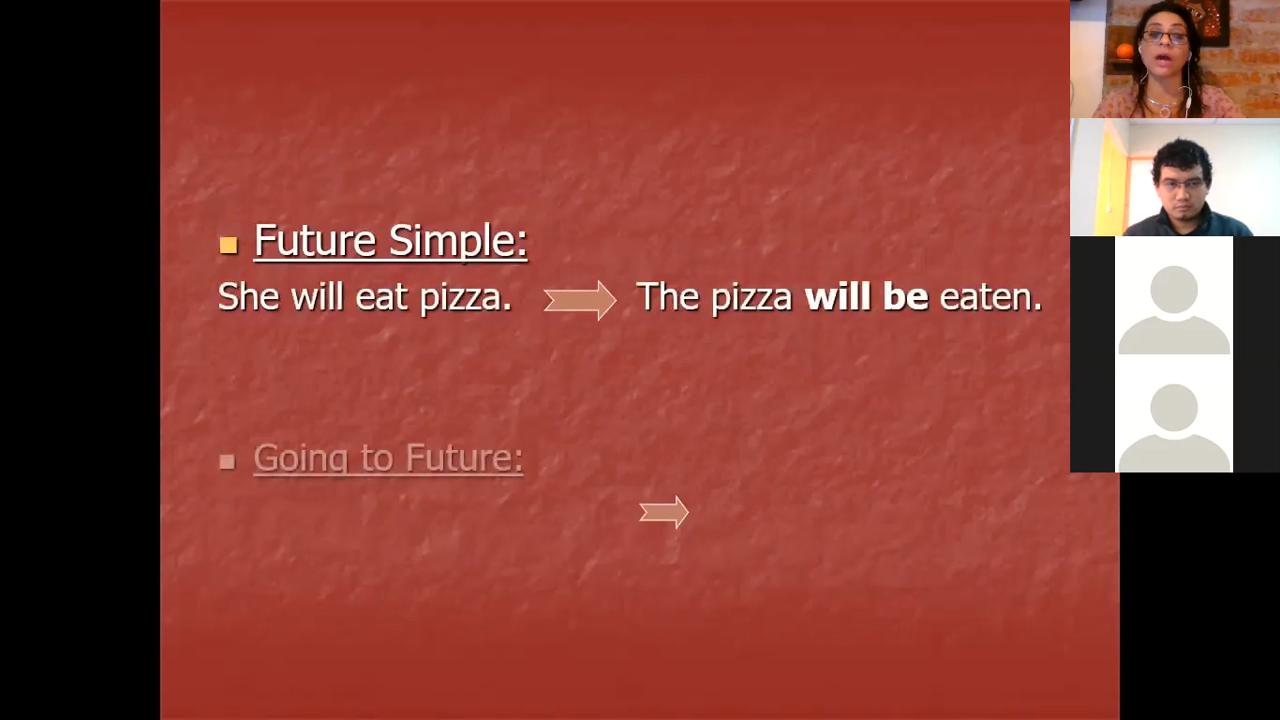 Future Simple:
She will eat pizza. The pizza will be eaten.
Going to Future: